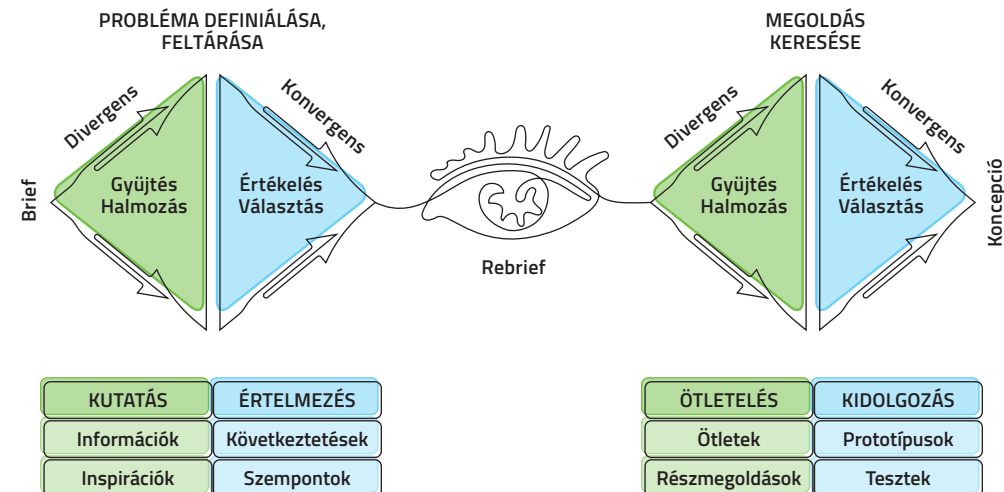 PROBLÉMA DEFINIÁLÁSA,
FELTÁRÁSA
Brief
Divergens
Gyüjtés
Halmozás
Konvergens
Értékelés
Választás
Rebrief
MEGOLDÁS
KERESÉSE
Divergens
Gyüjtés
Halmozás
Konvergens
Értékelés
Választás
Koncepció
KUTATÁS
ÉRTELMEZÉS
Információk
Következtetések
Inspirációk
Szempontok
ÖTLETELÉS
KIDOLGOZÁS
Ötletek
Prototípusok
Részmegoldások
Tesztek